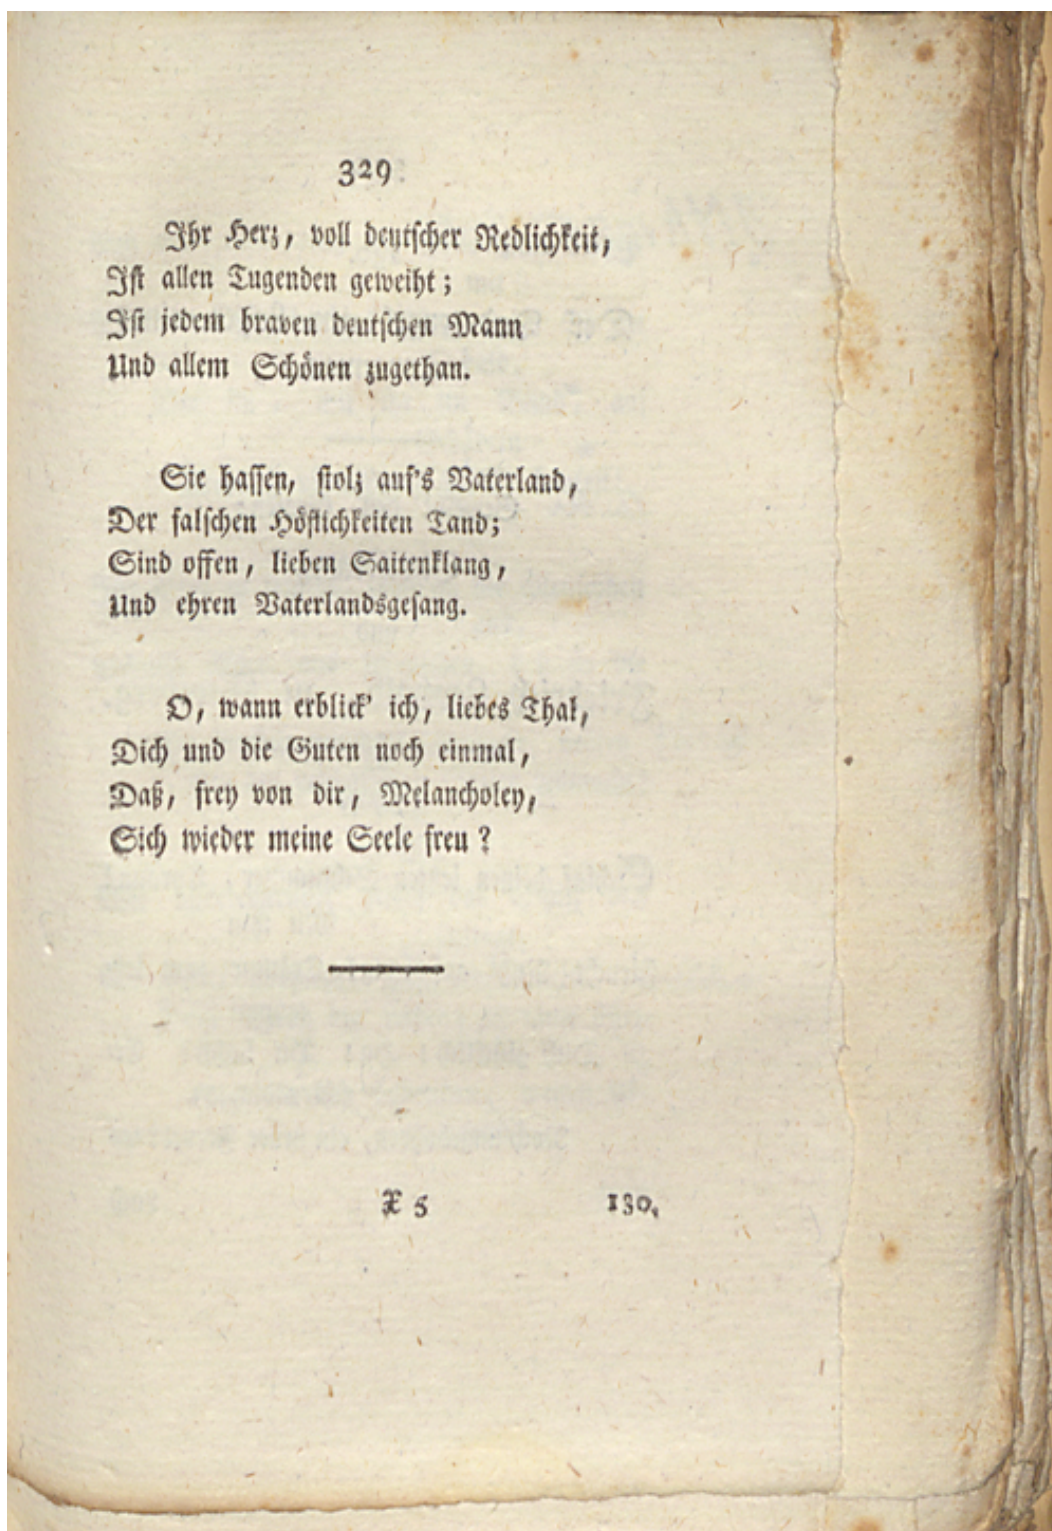 329
Ihr Herz, voll deutscher Redlichkeit,
Ist allen Tugenden geweiht;
Ist jedem braven deutschen Mann
Und allem Schönen zugethan.
Sie hassen, stolz auf's Vaterland,
Der falschen Höflichkeiten Tand;
Sind offen, lieben Saitenklang,
Und ehren Vaterlandsgesang.
O, wann erblick' ich, liebes Thal,
Dich und die Guten noch einmal,
Daß, frey von dir, Melancholey,
Sich wieder meine Seele freu?
X 5 130.